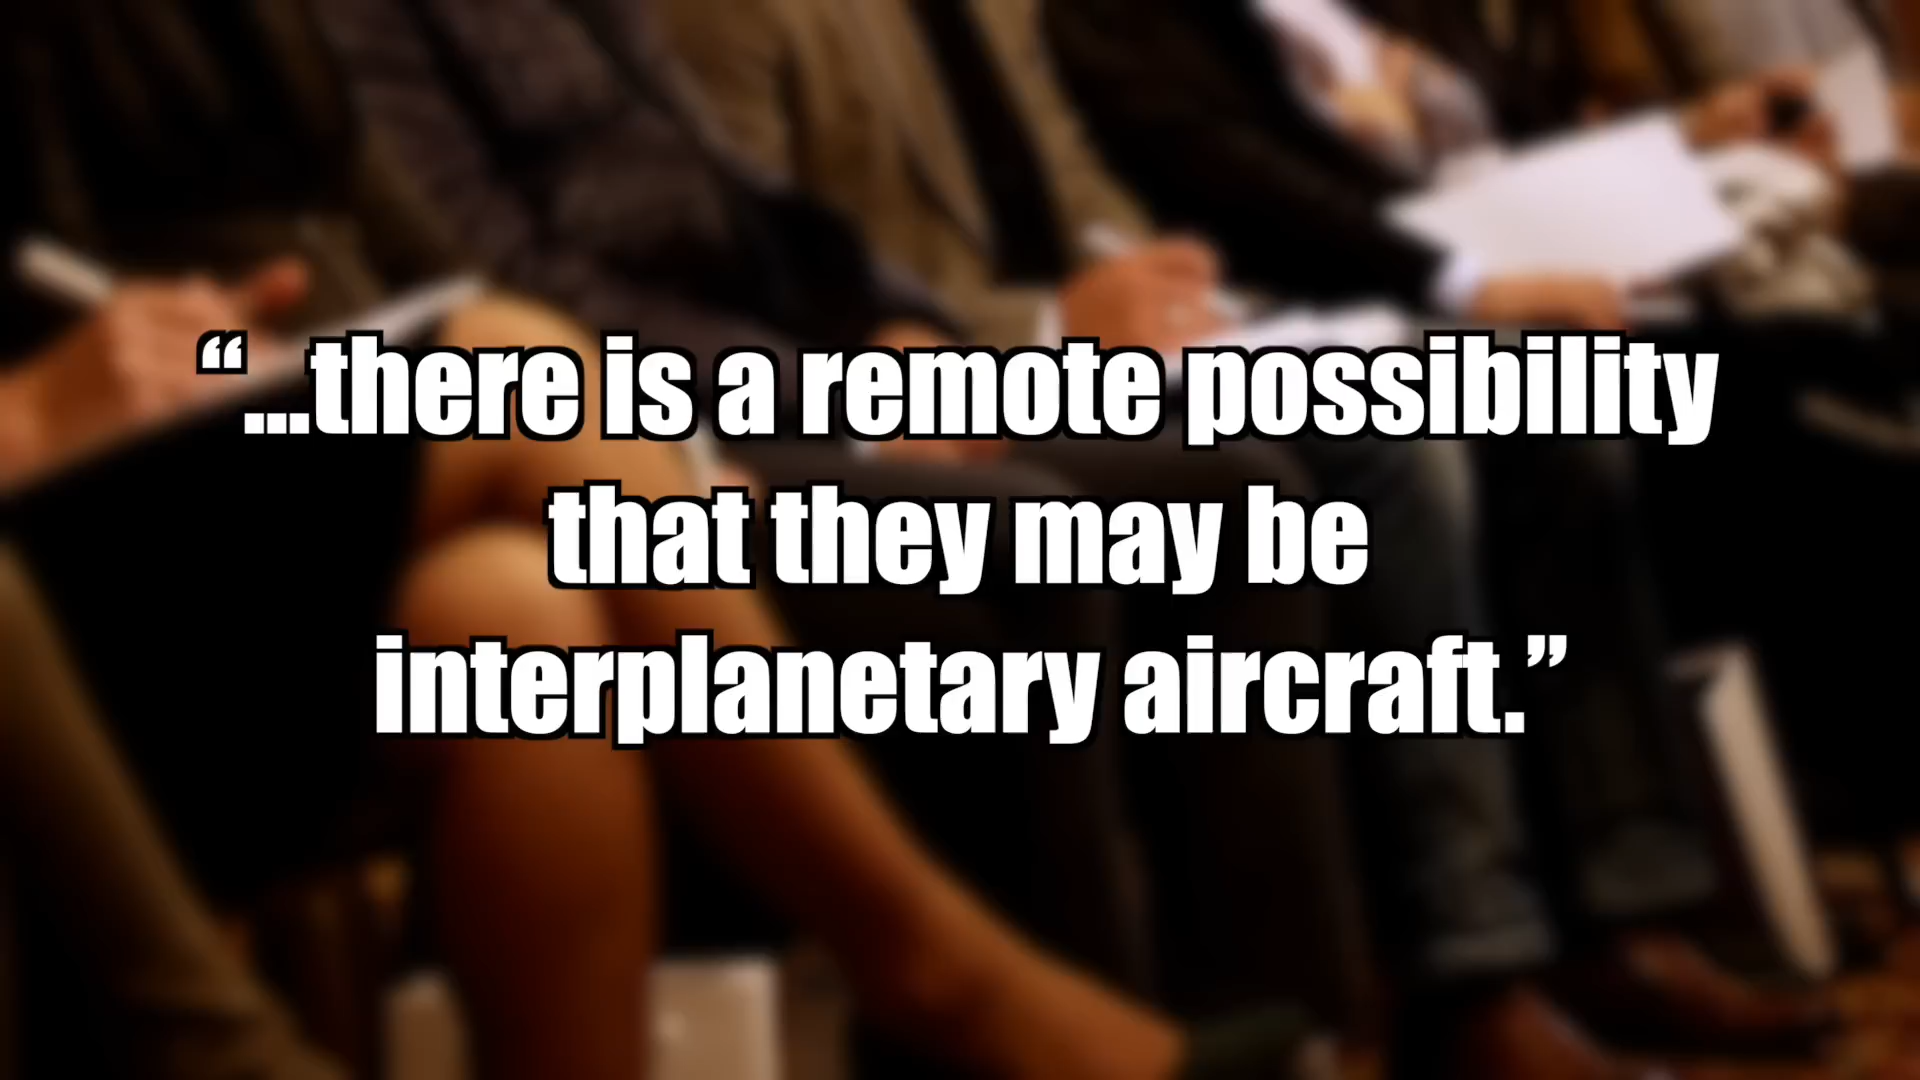 “...there is a remote possibility
that they may be
interplanetary aircraft.”